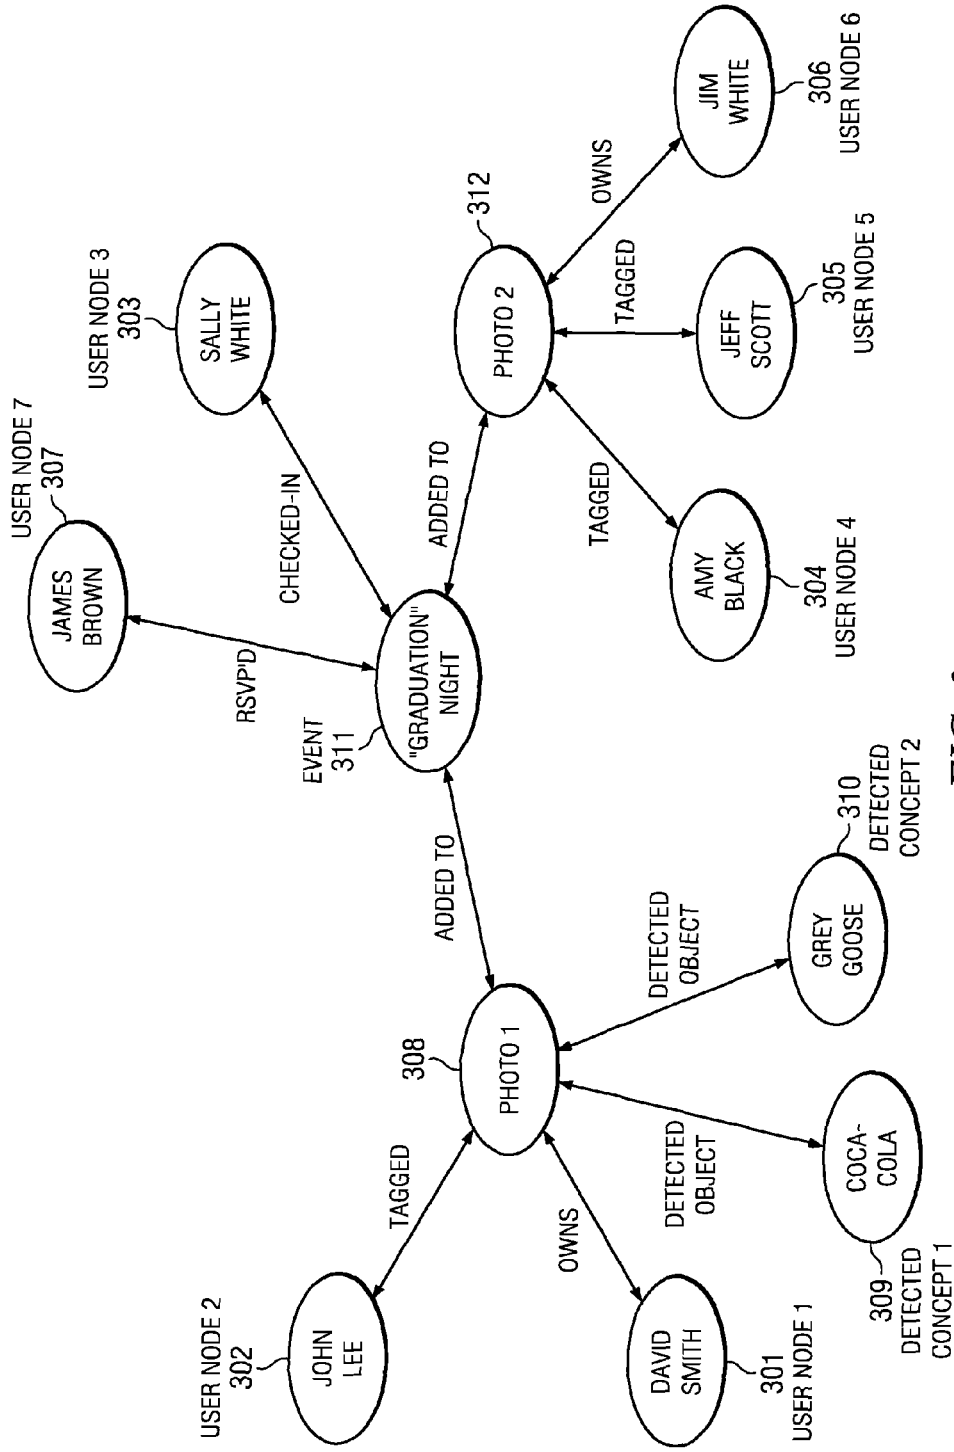 USER NODE 7
307
JAMES
BROWN
USER NODE 3
303
SALLY
WHITE
RSVP'D
CHECKED-IN
EVENT
311
"GRADUATION"
NIGHT
USER NODE 2
302
JOHN
LEE
TAGGED
308
PHOTO 1
ADDED TO
ADDED TO
312
PHOTO 2
OWNS
DAVID
SMITH
301
USER NODE 1
DETECTED
OBJECT
COCA-
COLA
309
DETECTED
CONCEPT 1
DETECTED
OBJECT
GREY
GOOSE
310
DETECTED
CONCEPT 2
TAGGED
AMY
BLACK
304
USER NODE 4
TAGGED
JEFF
SCOTT
305
USER NODE 5
OWNS
JIM
WHITE
306
USER NODE 6